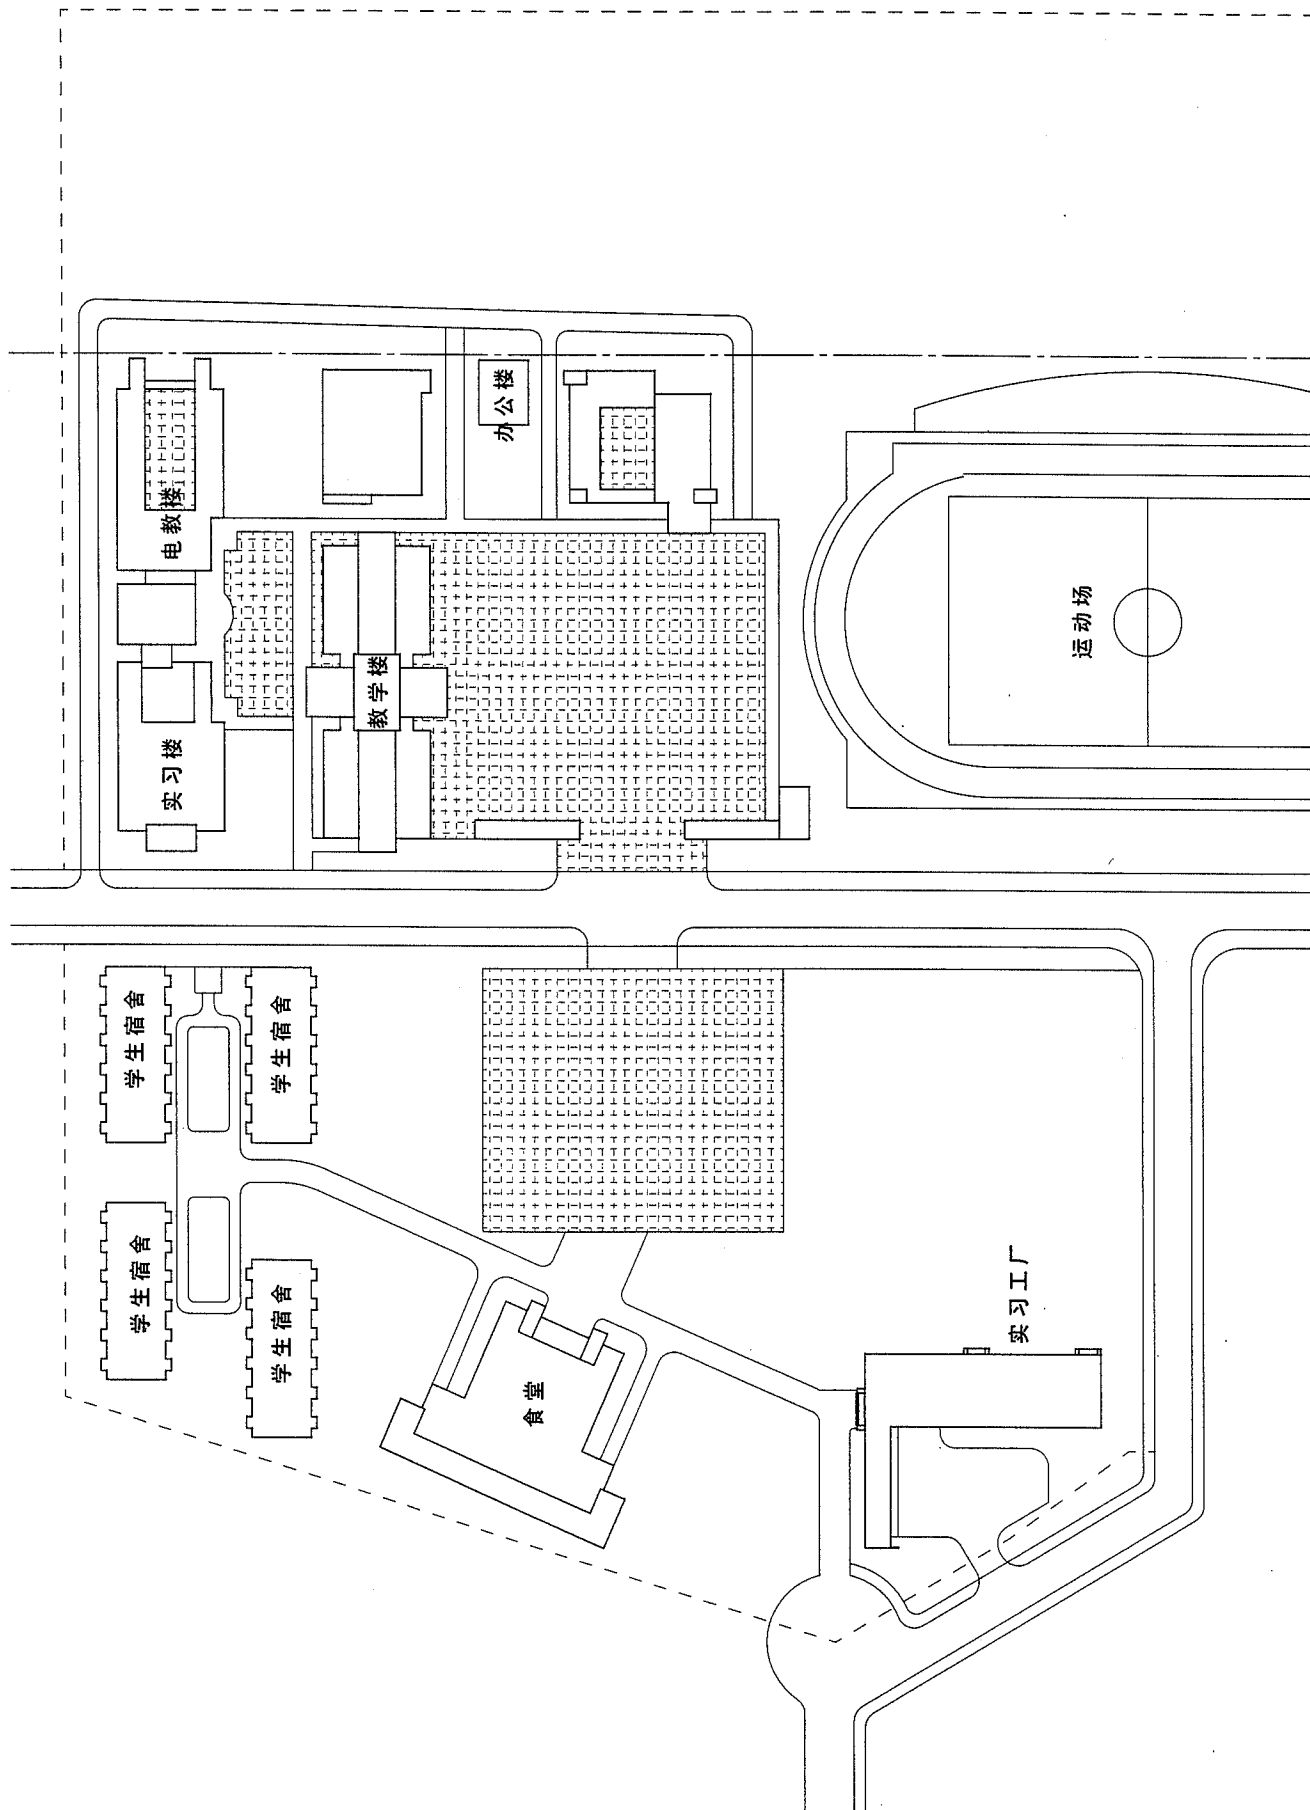 学生宿舍
学生宿舍
实习楼
电教楼
学生宿舍
学生宿舍
教学楼
办公楼
食堂
实习工厂
运动场